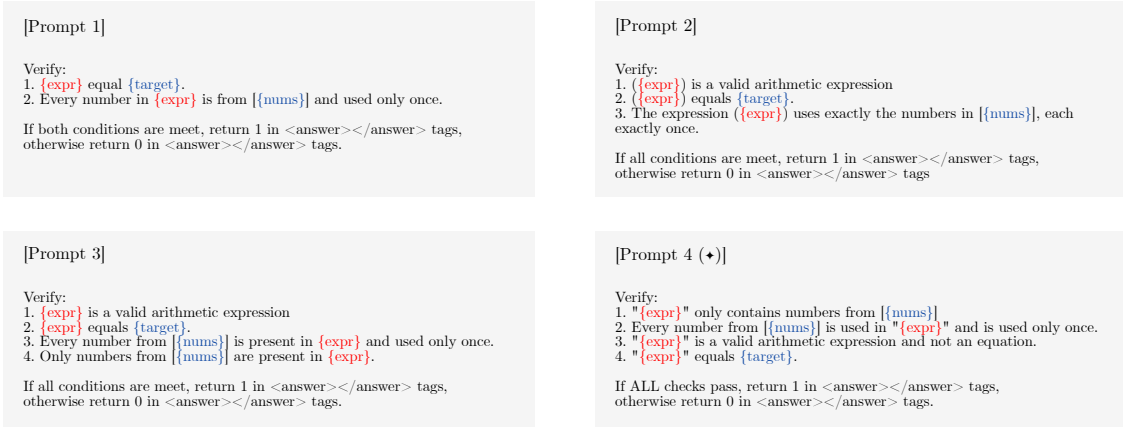 [Prompt 1]
Verify:
1. {expr} equal {target}.
2. Every number in {expr} is from [{nums}] and used only once.
If both conditions are met, return 1 in <answer></answer> tags,
otherwise return 0 in <answer></answer> tags.
[Prompt 2]
Verify:
1. ({expr}) is a valid arithmetic expression
2. ({expr}) equals {target}.
3. The expression ({expr}) uses exactly the numbers in [{nums}], each
exactly once.
If all conditions are met, return 1 in <answer></answer> tags,
otherwise return 0 in <answer></answer> tags
[Prompt 3]
Verify:
1. {expr} is a valid arithmetic expression
2. {expr} equals {target}.
3. Every number from [{nums}] is present in {expr} and used only once.
4. Only numbers from [{nums}] are present in {expr}.
If all conditions are met, return 1 in <answer></answer> tags,
otherwise return 0 in <answer></answer> tags.
[Prompt 4 (✦)]
Verify:
1. "{expr}" only contains numbers from [{nums}]
2. Every number from [{nums}] is used in "{expr}" and is used only once.
3. "{expr}" is a valid arithmetic expression and not an equation.
4. "{expr}" equals {target}.
If ALL checks pass, return 1 in <answer></answer> tags,
otherwise return 0 in <answer></answer> tags.